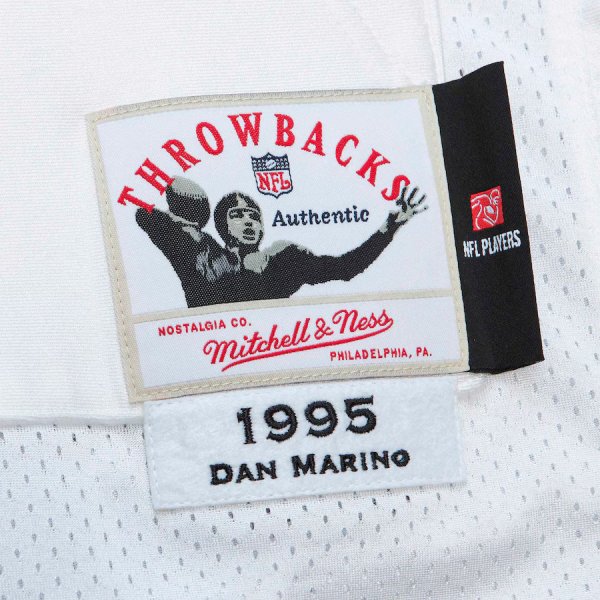 THROWBACKS
NFL
Authentic
NOSTALGIA CO.
Mitchell & Ness
PHILADELPHIA, PA.
NFL PLAYERS
1995
DAN MARINO